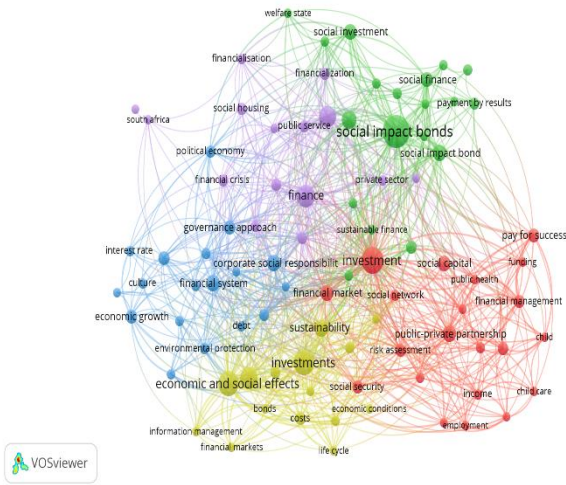 welfare state
social investment
financialisation
financialization
social finance
payment by results
social housing
south africa
public service
social impact bonds
political economy
social impact bond
financial crisis
private sector
finance
governance approach
sustainable finance
pay for success
interest rate
corporate social responsibilit
investment
social capital
funding
culture
financial system
public health
financial market
social network
financial management
economic growth
debt
sustainability
public-private partnership
child
environmental protection
risk assessment
investments
economic and social effects
social security
income
child care
bonds
costs
economic conditions
employment
information management
financial markets
life cycle
VOSviewer